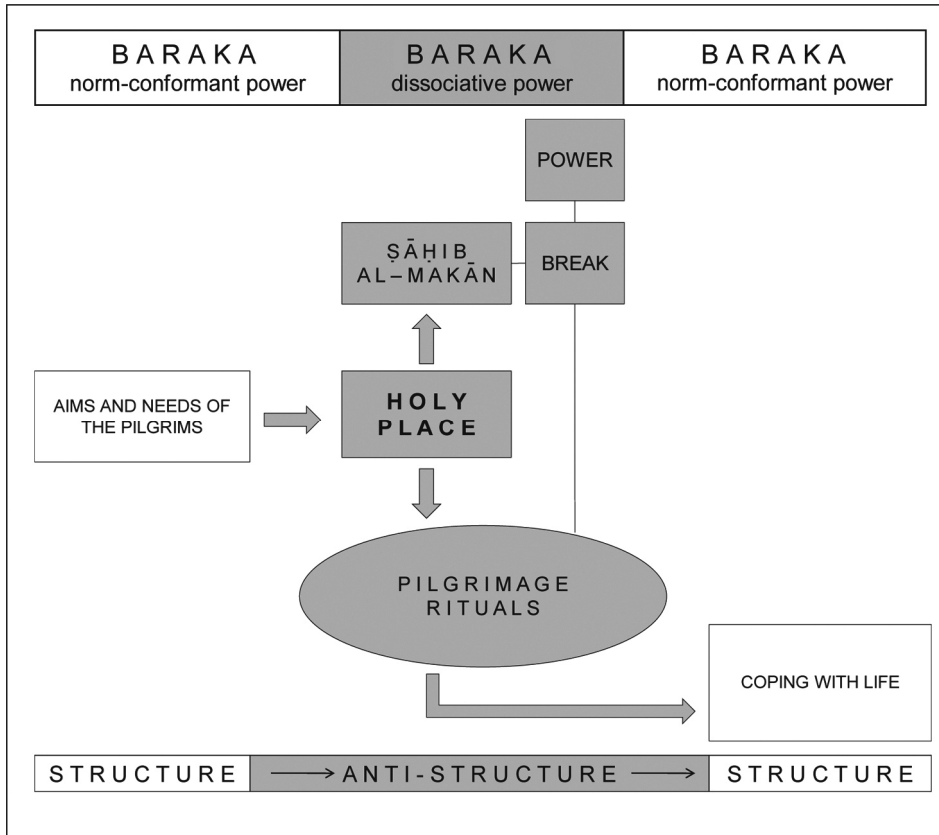 BARAKA BARAKA BARAKA
norm-conformant power dissociative power norm-conformant power
POWER
ṢĀḤIB
AL–MAKĀN
BREAK
AIMS AND NEEDS OF
THE PILGRIMS
HOLY
PLACE
PILGRIMAGE
RITUALS
COPING WITH LIFE
STRUCTURE → ANTI-STRUCTURE → STRUCTURE